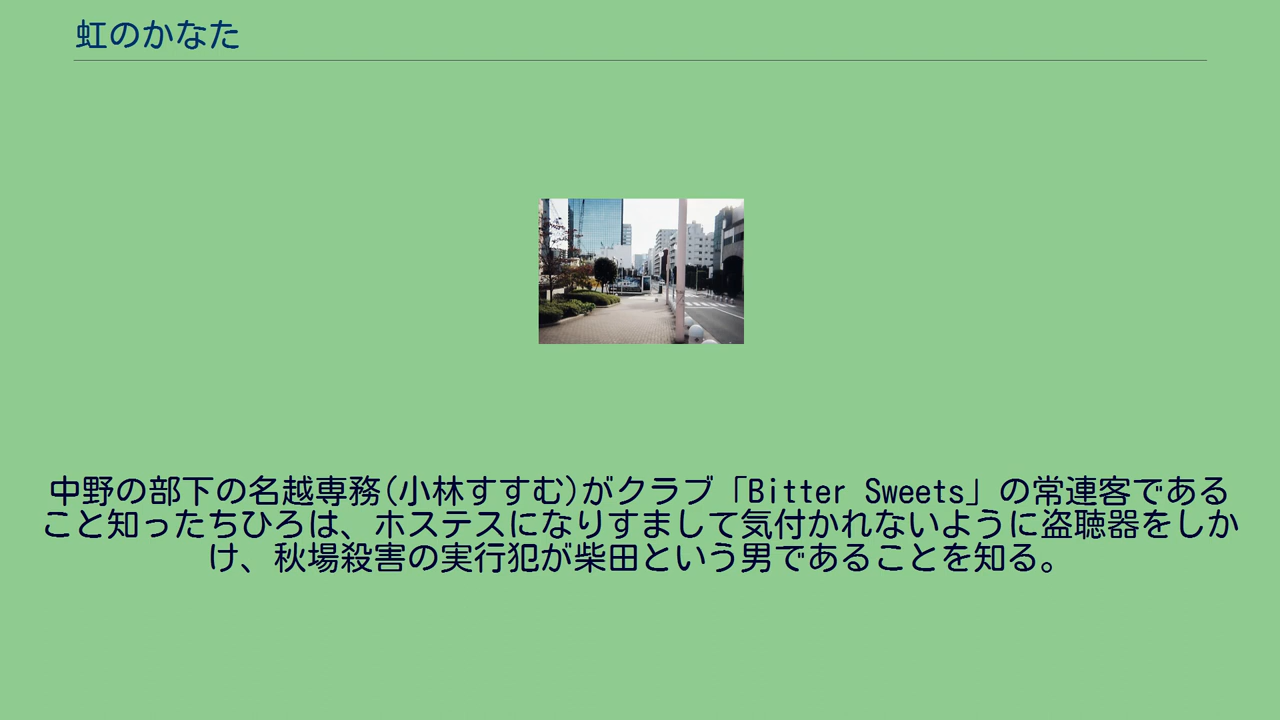 虹のかなた
中野の部下の名越専務(小林すすむ)がクラブ「Bitter Sweets」の常連客である
こと知ったちひろは、ホステスになりすまして気付かれないように盗聴器をしか
け、秋場殺害の実行犯が柴田という男であることを知る。